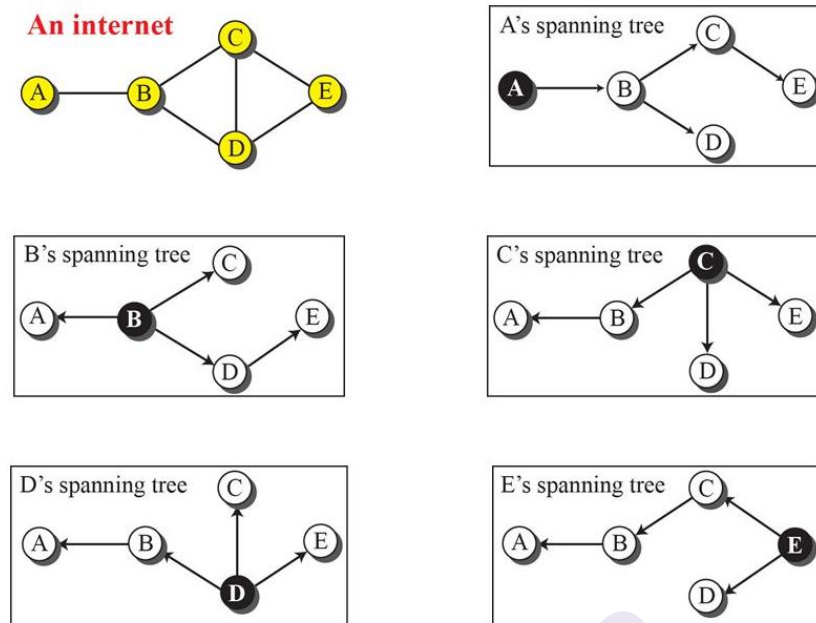 An internet
C
A
B
E
D
A's spanning tree
C
A
B
E
D
B's spanning tree
C
A
B
E
D
C's spanning tree
C
A
B
E
D
D's spanning tree
C
A
B
E
D
E's spanning tree
C
A
B
E
D